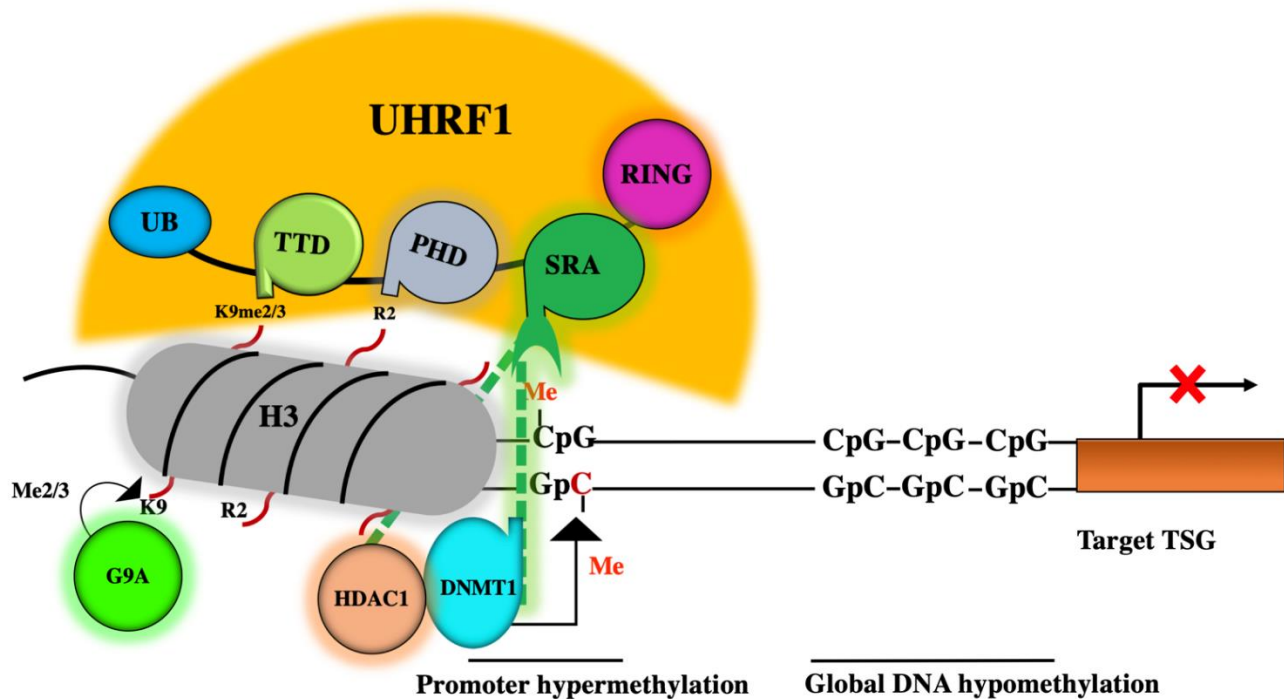 UHRF1
RING
UB
TTD
PHD
SRA
K9me2/3
R2
Me
H3
CpG
CpG-CpG-CpG
GpC
GpC-GpC-GpC
Me2/3
K9
R2
Target TSG
Me
G9A
HDAC1
DNMT1
Promoter hypermethylation
Global DNA hypomethylation